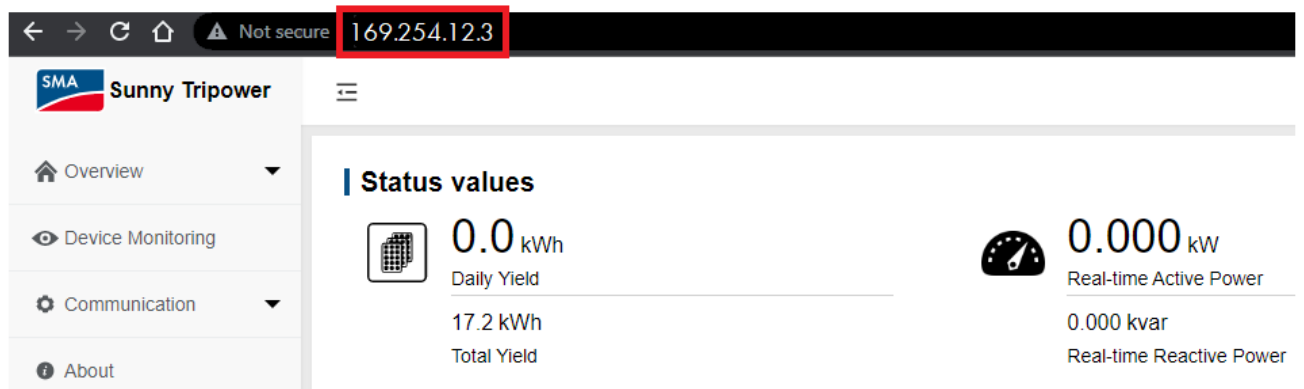 Not secure 169.254.12.3
SMA Sunny Tripower
Overview
Device Monitoring
Communication
About
Status values
0.0 kWh
Daily Yield
17.2 kWh
Total Yield
0.000 kW
Real-time Active Power
0.000 kvar
Real-time Reactive Power